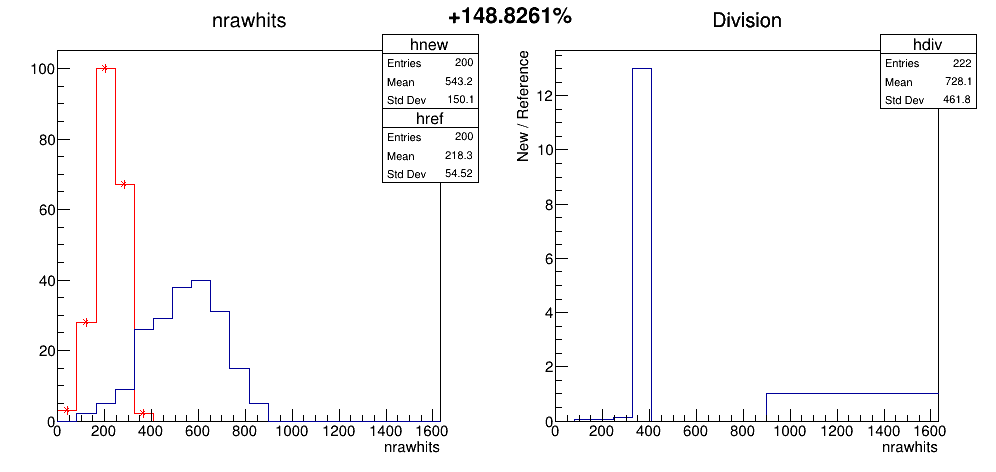 +148.8261%
nrawhits
hnew
Entries 200
Mean 543.2
Std Dev 150.1
href
Entries 200
Mean 218.3
Std Dev 54.52
100
80
60
40
20
0
0 200 400 600 800 1000 1200 1400 1600
nrawhits
Division
hdiv
Entries 222
Mean 728.1
Std Dev 461.8
New / Reference
12
10
8
6
4
2
0
0 200 400 600 800 1000 1200 1400 1600
nrawhits